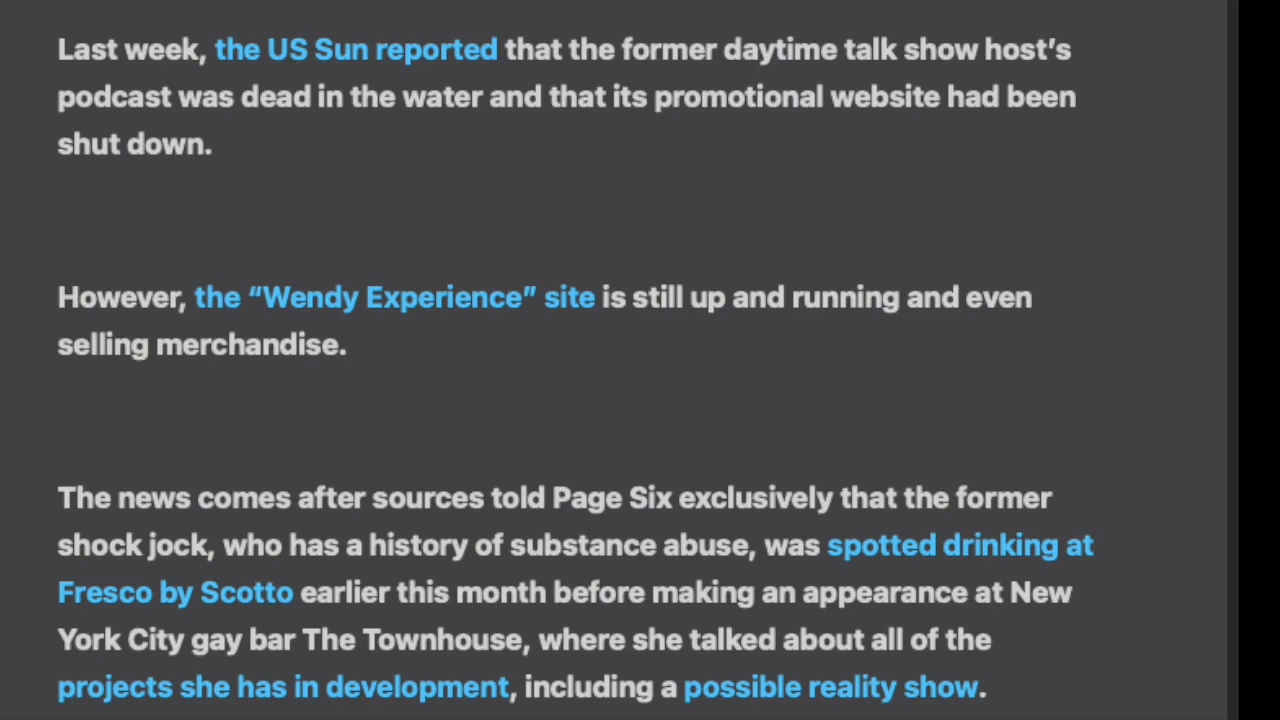 Last week, the US Sun reported that the former daytime talk show host’s
podcast was dead in the water and that its promotional website had been
shut down.
However, the “Wendy Experience” site is still up and running and even
selling merchandise.
The news comes after sources told Page Six exclusively that the former
shock jock, who has a history of substance abuse, was spotted drinking at
Fresco by Scotto earlier this month before making an appearance at New
York City gay bar The Townhouse, where she talked about all of the
projects she has in development, including a possible reality show.